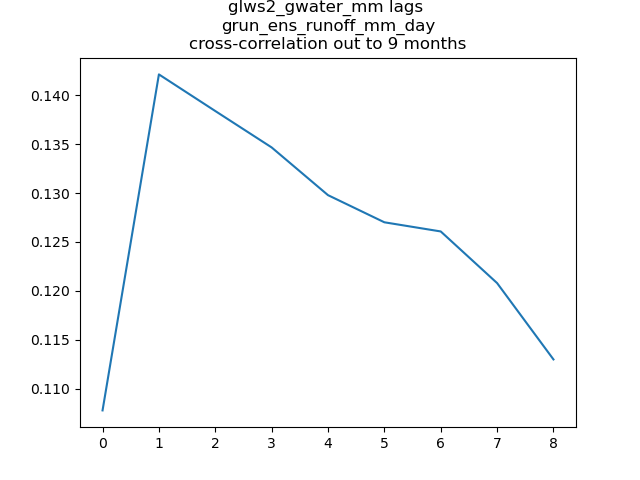 glws2_gwater_mm lags
grun_ens_runoff_mm_day
cross-correlation out to 9 months
0.140
0.135
0.130
0.125
0.120
0.115
0.110
0 1 2 3 4 5 6 7 8